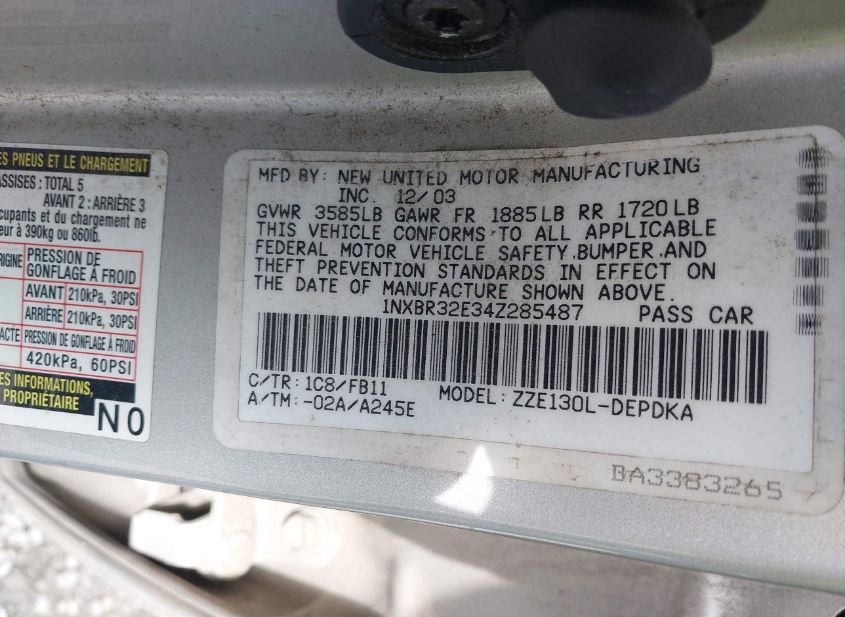 ES PNEUS ET LE CHARGEMENT
ASSISES : TOTAL 5
AVANT 2 : ARRIÈRE 3
cupants et du chargement ne
eur à 390kg ou 860lb.
RIGINE PRESSION DE
GONFLAGE À FROID
AVANT 210kPa, 30PSI
ARRIÈRE 210kPa, 30PSI
ACTE PRESSION DE GONFLAGE À FROID
420kPa, 60PSI
ES INFORMATIONS,
PROPRIÉTAIRE
N0
MFD BY: NEW UNITED MOTOR MANUFACTURING
INC. 12/03
GVWR 3585LB GAWR FR 1885LB RR 1720LB
THIS VEHICLE CONFORMS TO ALL APPLICABLE
FEDERAL MOTOR VEHICLE SAFETY,BUMPER,AND
THEFT PREVENTION STANDARDS IN EFFECT ON
THE DATE OF MANUFACTURE SHOWN ABOVE.
1NXBR32E34Z285487 PASS CAR
C/TR: 1C8/FB11
A/TM: -02A/A245E
MODEL: ZZE130L-DEPDKA
BA3383265